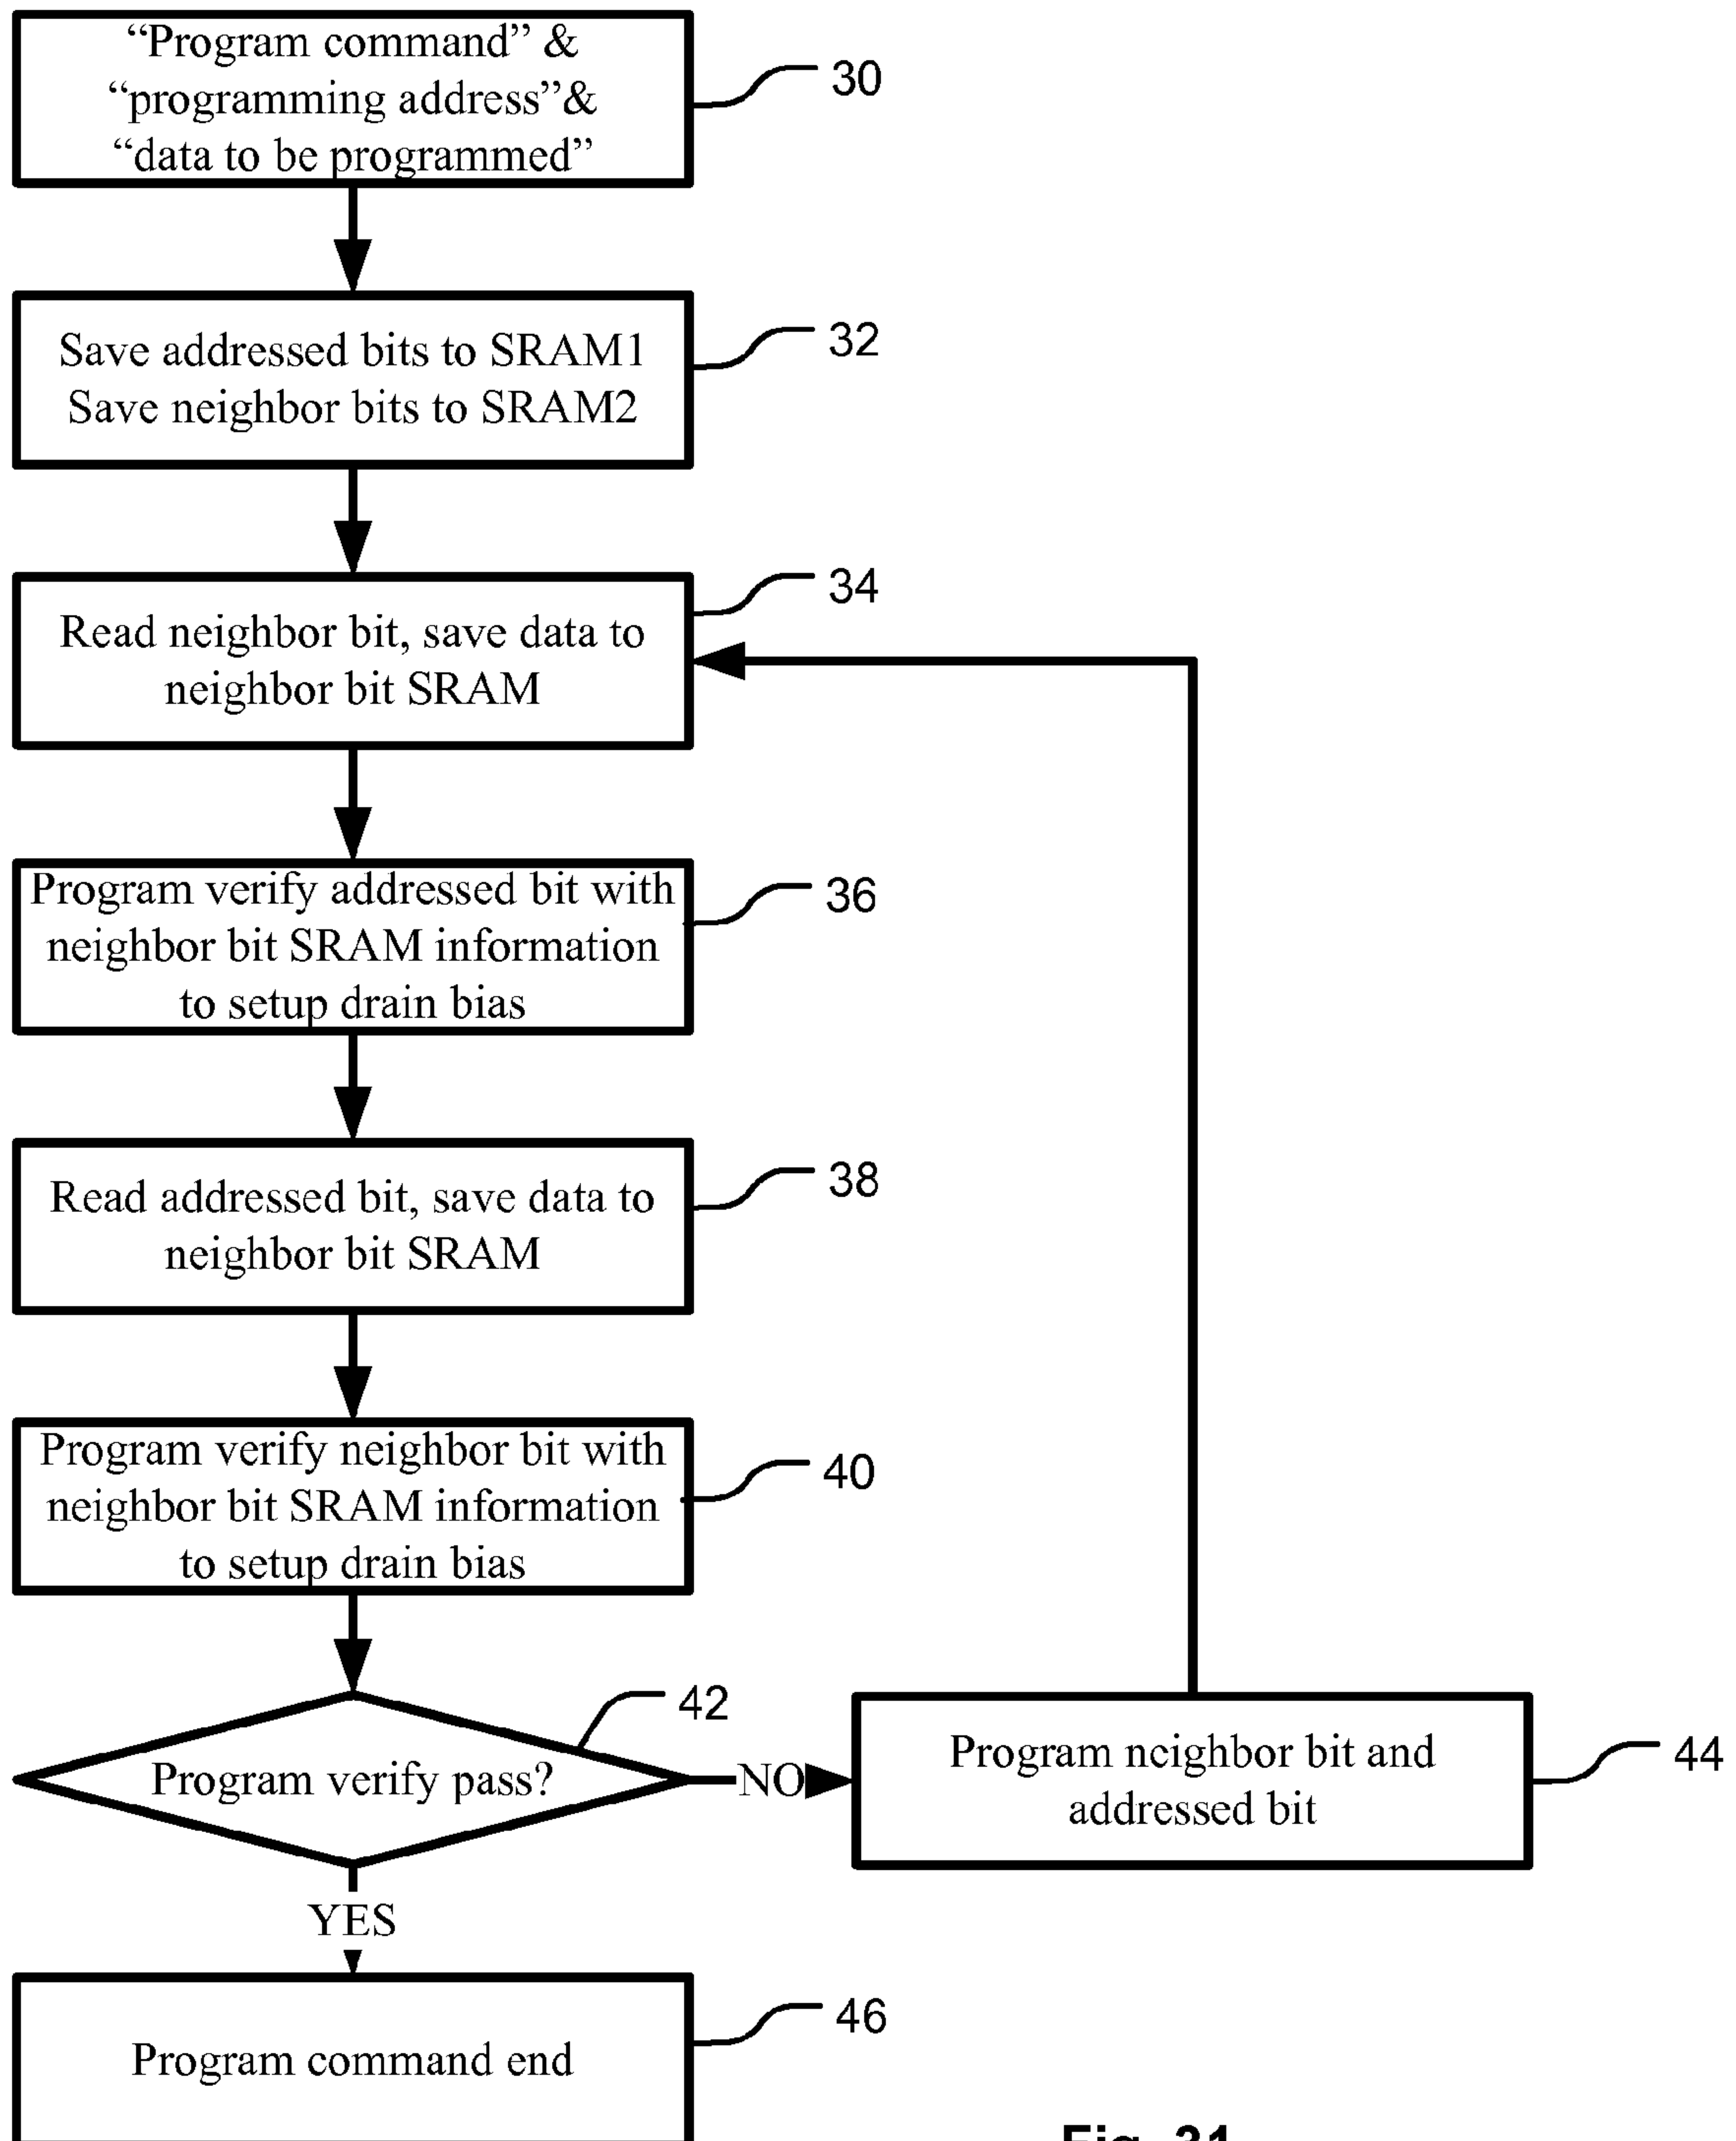 “Program command” &
“programming address”&
“data to be programmed”
30
Save addressed bits to SRAM1
Save neighbor bits to SRAM2
32
Read neighbor bit, save data to
neighbor bit SRAM
34
Program verify addressed bit with
neighbor bit SRAM information
to setup drain bias
36
Read addressed bit, save data to
neighbor bit SRAM
38
Program verify neighbor bit with
neighbor bit SRAM information
to setup drain bias
40
Program verify pass?
42
NO
Program neighbor bit and
addressed bit
44
YES
Program command end
46
Fig. 31